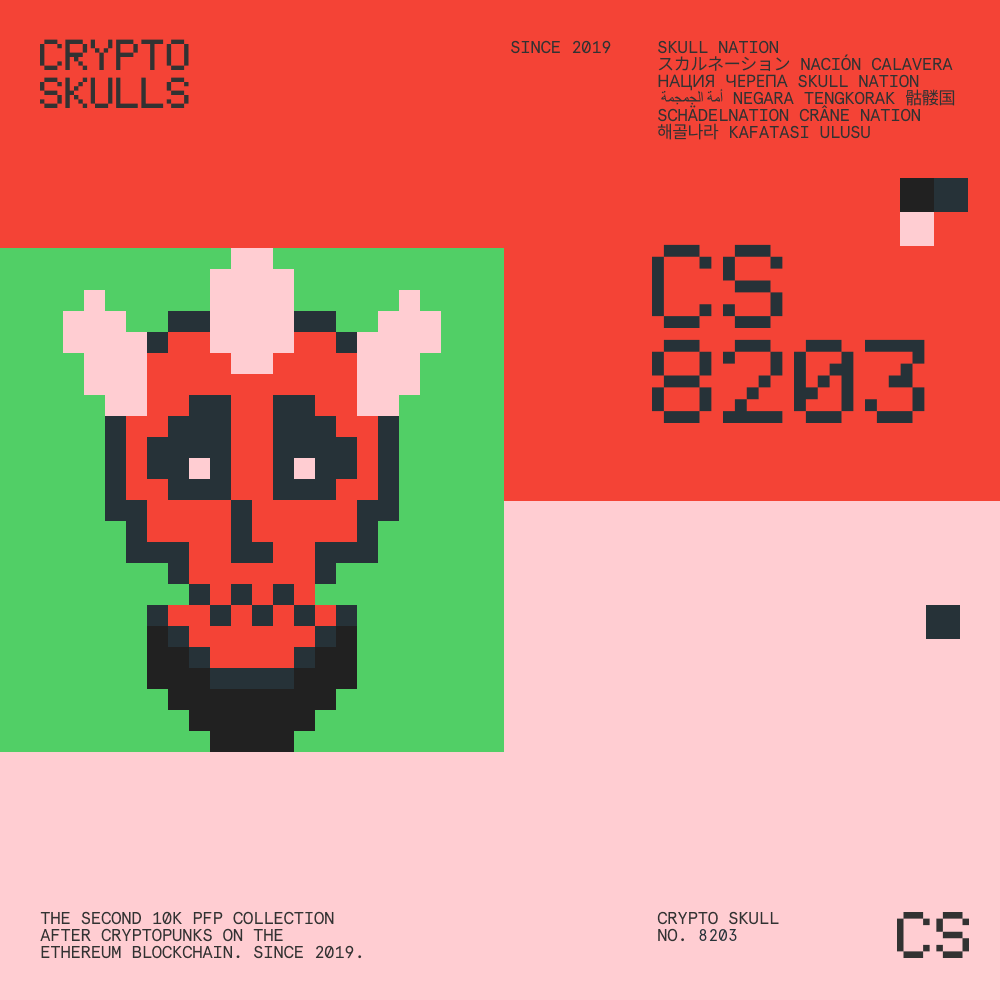 CRYPTO
SKULLS
SINCE 2019
SKULL NATION
スカルネーション NACIÓN CALAVERA
НАЦИЯ ЧЕРЕПА SKULL NATION
أمة الجمجمة NEGARA TENGKORAK 骷髅国
SCHÄDELNATION CRÂNE NATION
해골나라 KAFATASI ULUSU
CS
8203
THE SECOND 10K PFP COLLECTION
AFTER CRYPTOPUNKS ON THE
ETHEREUM BLOCKCHAIN. SINCE 2019.
CRYPTO SKULL
NO. 8203
CS